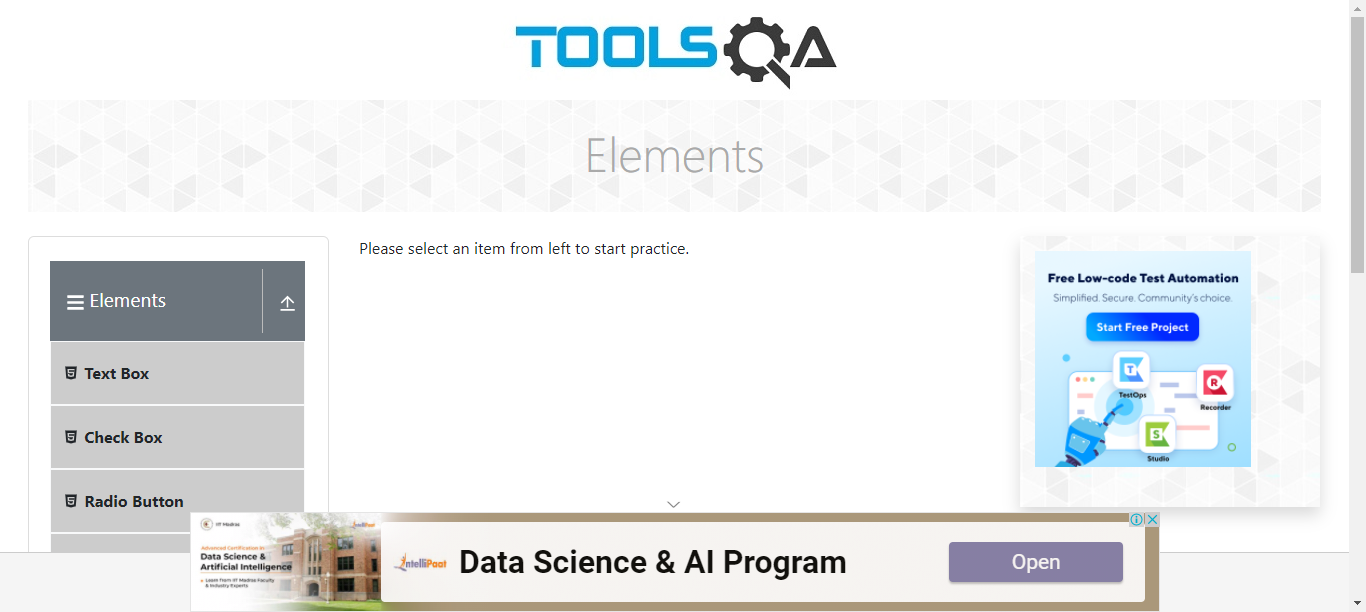 TOOLSQA
Elements
Elements
Text Box
Check Box
Radio Button
Please select an item from left to start practice.
Free Low-code Test Automation
Simplified. Secure. Community's choice.
Start Free Project
T
TestOps
R
Recorder
S
Studio
IIT Madras
IntelliPaat
Advanced Certification in
Data Science &
Artificial Intelligence
Learn from IIT Madras Faculty
& Industry Experts
IntelliPaat
Data Science & AI Program
Open